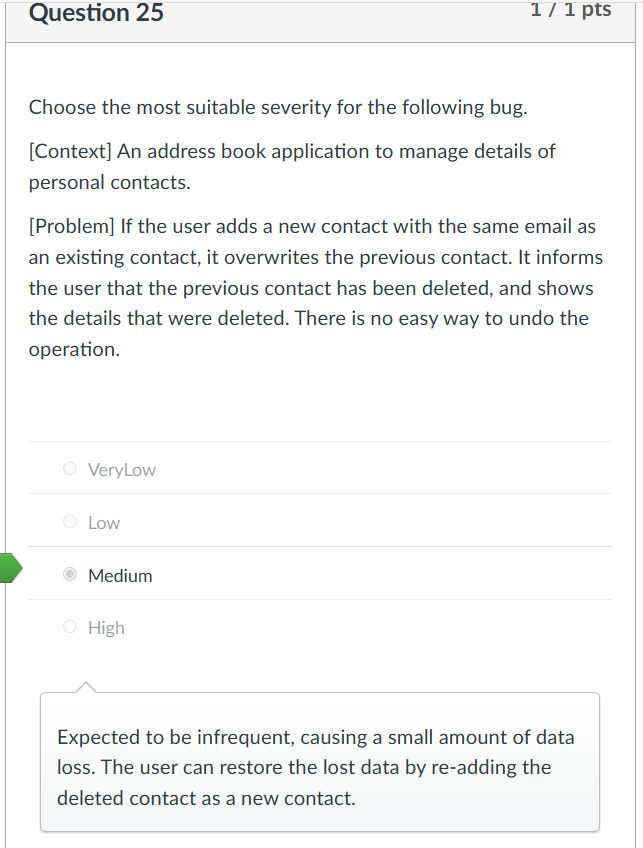 Question 25
1 / 1 pts
Choose the most suitable severity for the following bug.
[Context] An address book application to manage details of
personal contacts.
[Problem] If the user adds a new contact with the same email as
an existing contact, it overwrites the previous contact. It informs
the user that the previous contact has been deleted, and shows
the details that were deleted. There is no easy way to undo the
operation.
VeryLow
Low
Medium
High
Expected to be infrequent, causing a small amount of data
loss. The user can restore the lost data by re-adding the
deleted contact as a new contact.